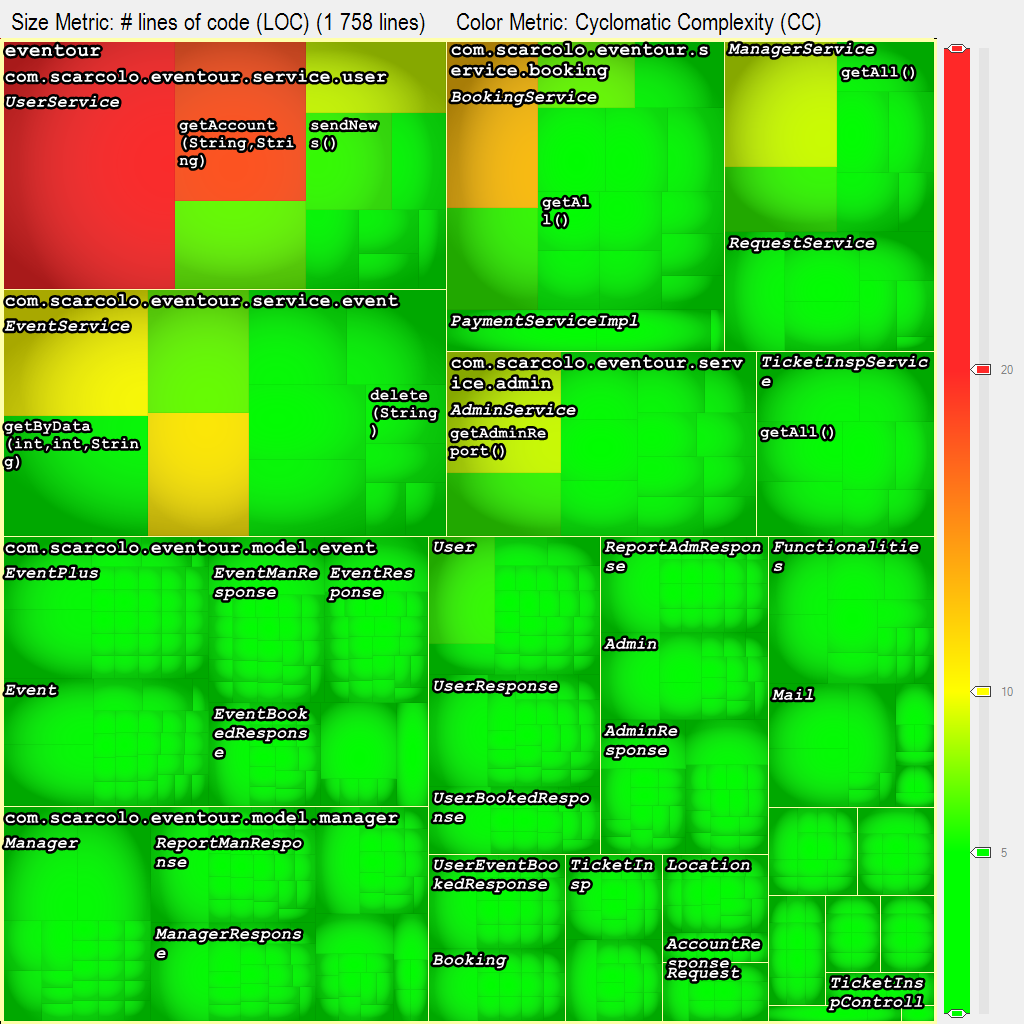 Size Metric: # lines of code (LOC) (1 758 lines) Color Metric: Cyclomatic Complexity (CC)
eventour
com.scarcolo.eventour.service.user
UserService
getAccount
(String,Stri
ng)
sendNew
s()
com.scarcolo.eventour.s
ervice.booking
BookingService
getAl
l()
PaymentServiceImpl
ManagerService
getAll()
RequestService
com.scarcolo.eventour.service.event
EventService
getByData
(int,int,Strin
g)
delete
(String
)
com.scarcolo.eventour.serv
ice.admin
AdminService
getAdminRe
port()
TicketInspServic
e
getAll()
com.scarcolo.eventour.model.event
EventPlus
EventManRe
sponse
EventRes
ponse
Event
EventBook
edRespons
e
User
UserResponse
UserBookedRespo
nse
ReportAdmRespon
se
Admin
AdminRe
sponse
Functionalitie
s
Mail
com.scarcolo.eventour.model.manager
Manager
ReportManRespo
nse
ManagerRespons
e
UserEventBoo
kedResponse
Booking
TicketIn
sp
Location
AccountRe
sponse
Request
TicketIns
pControll
20
10
5